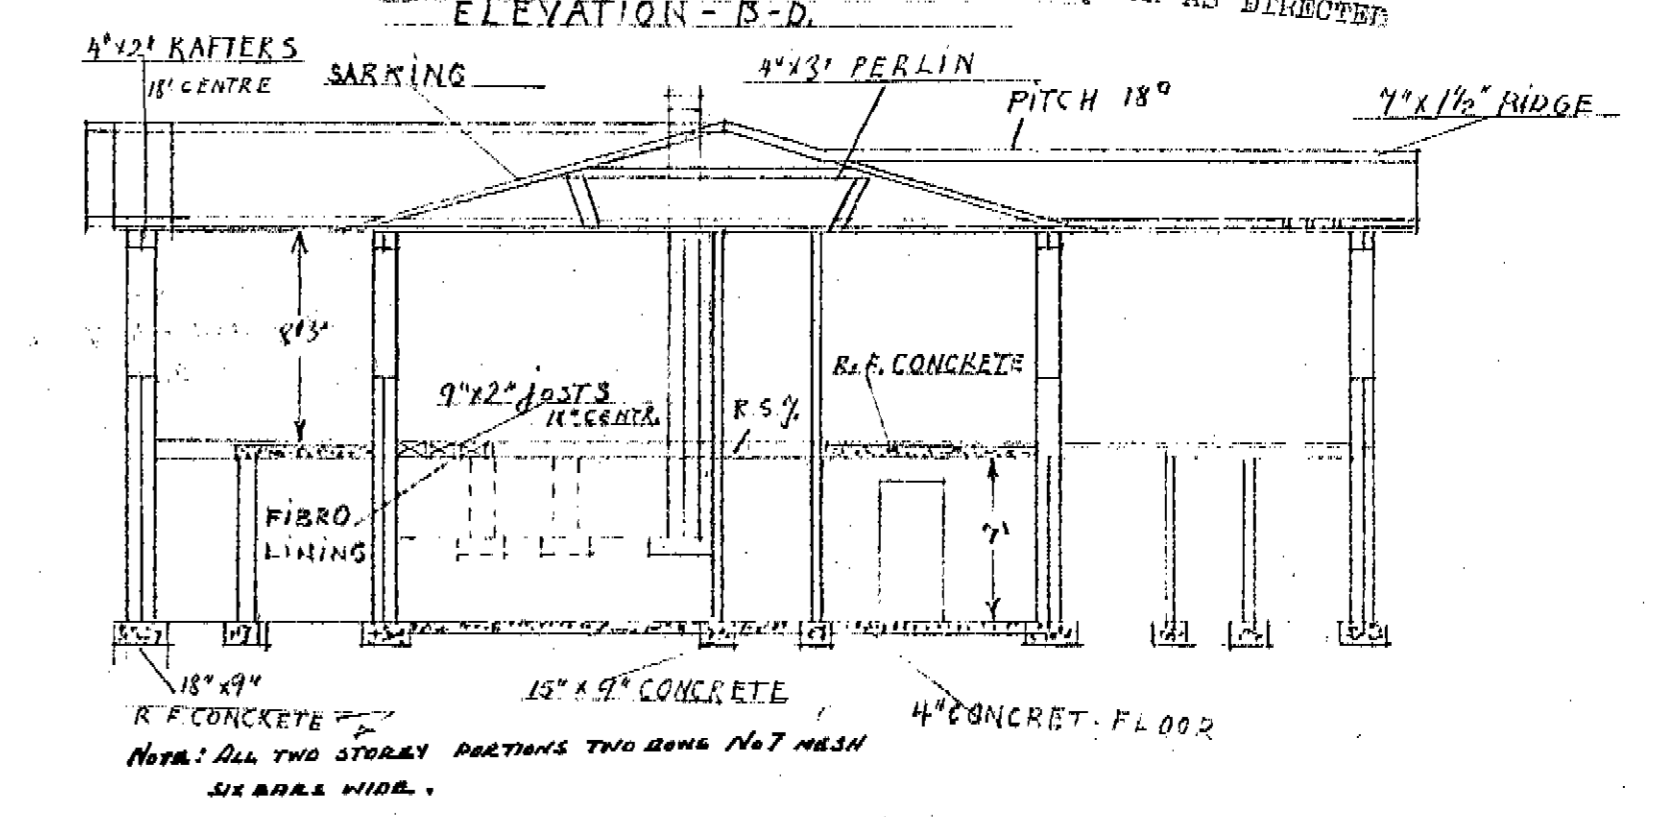 ELEVATION - B-D.
AS DIRECTED
4"x2" RAFTERS
18" CENTRE
SARKING
4"x3" PERLIN
PITCH 18°
7"x1½" RIDGE
8'3"
9"x2" JOSTS
18" CENTR.
R.S.J.
R.F. CONCRETE
FIBRO
LINING
7'
18"x9"
R F. CONCRETE
15"x9" CONCRETE
4" CONCRET. FLOOR
NOTE: ALL TWO STOREY PORTIONS TWO ROWS No7 MESH
SIX BARS WIDE.